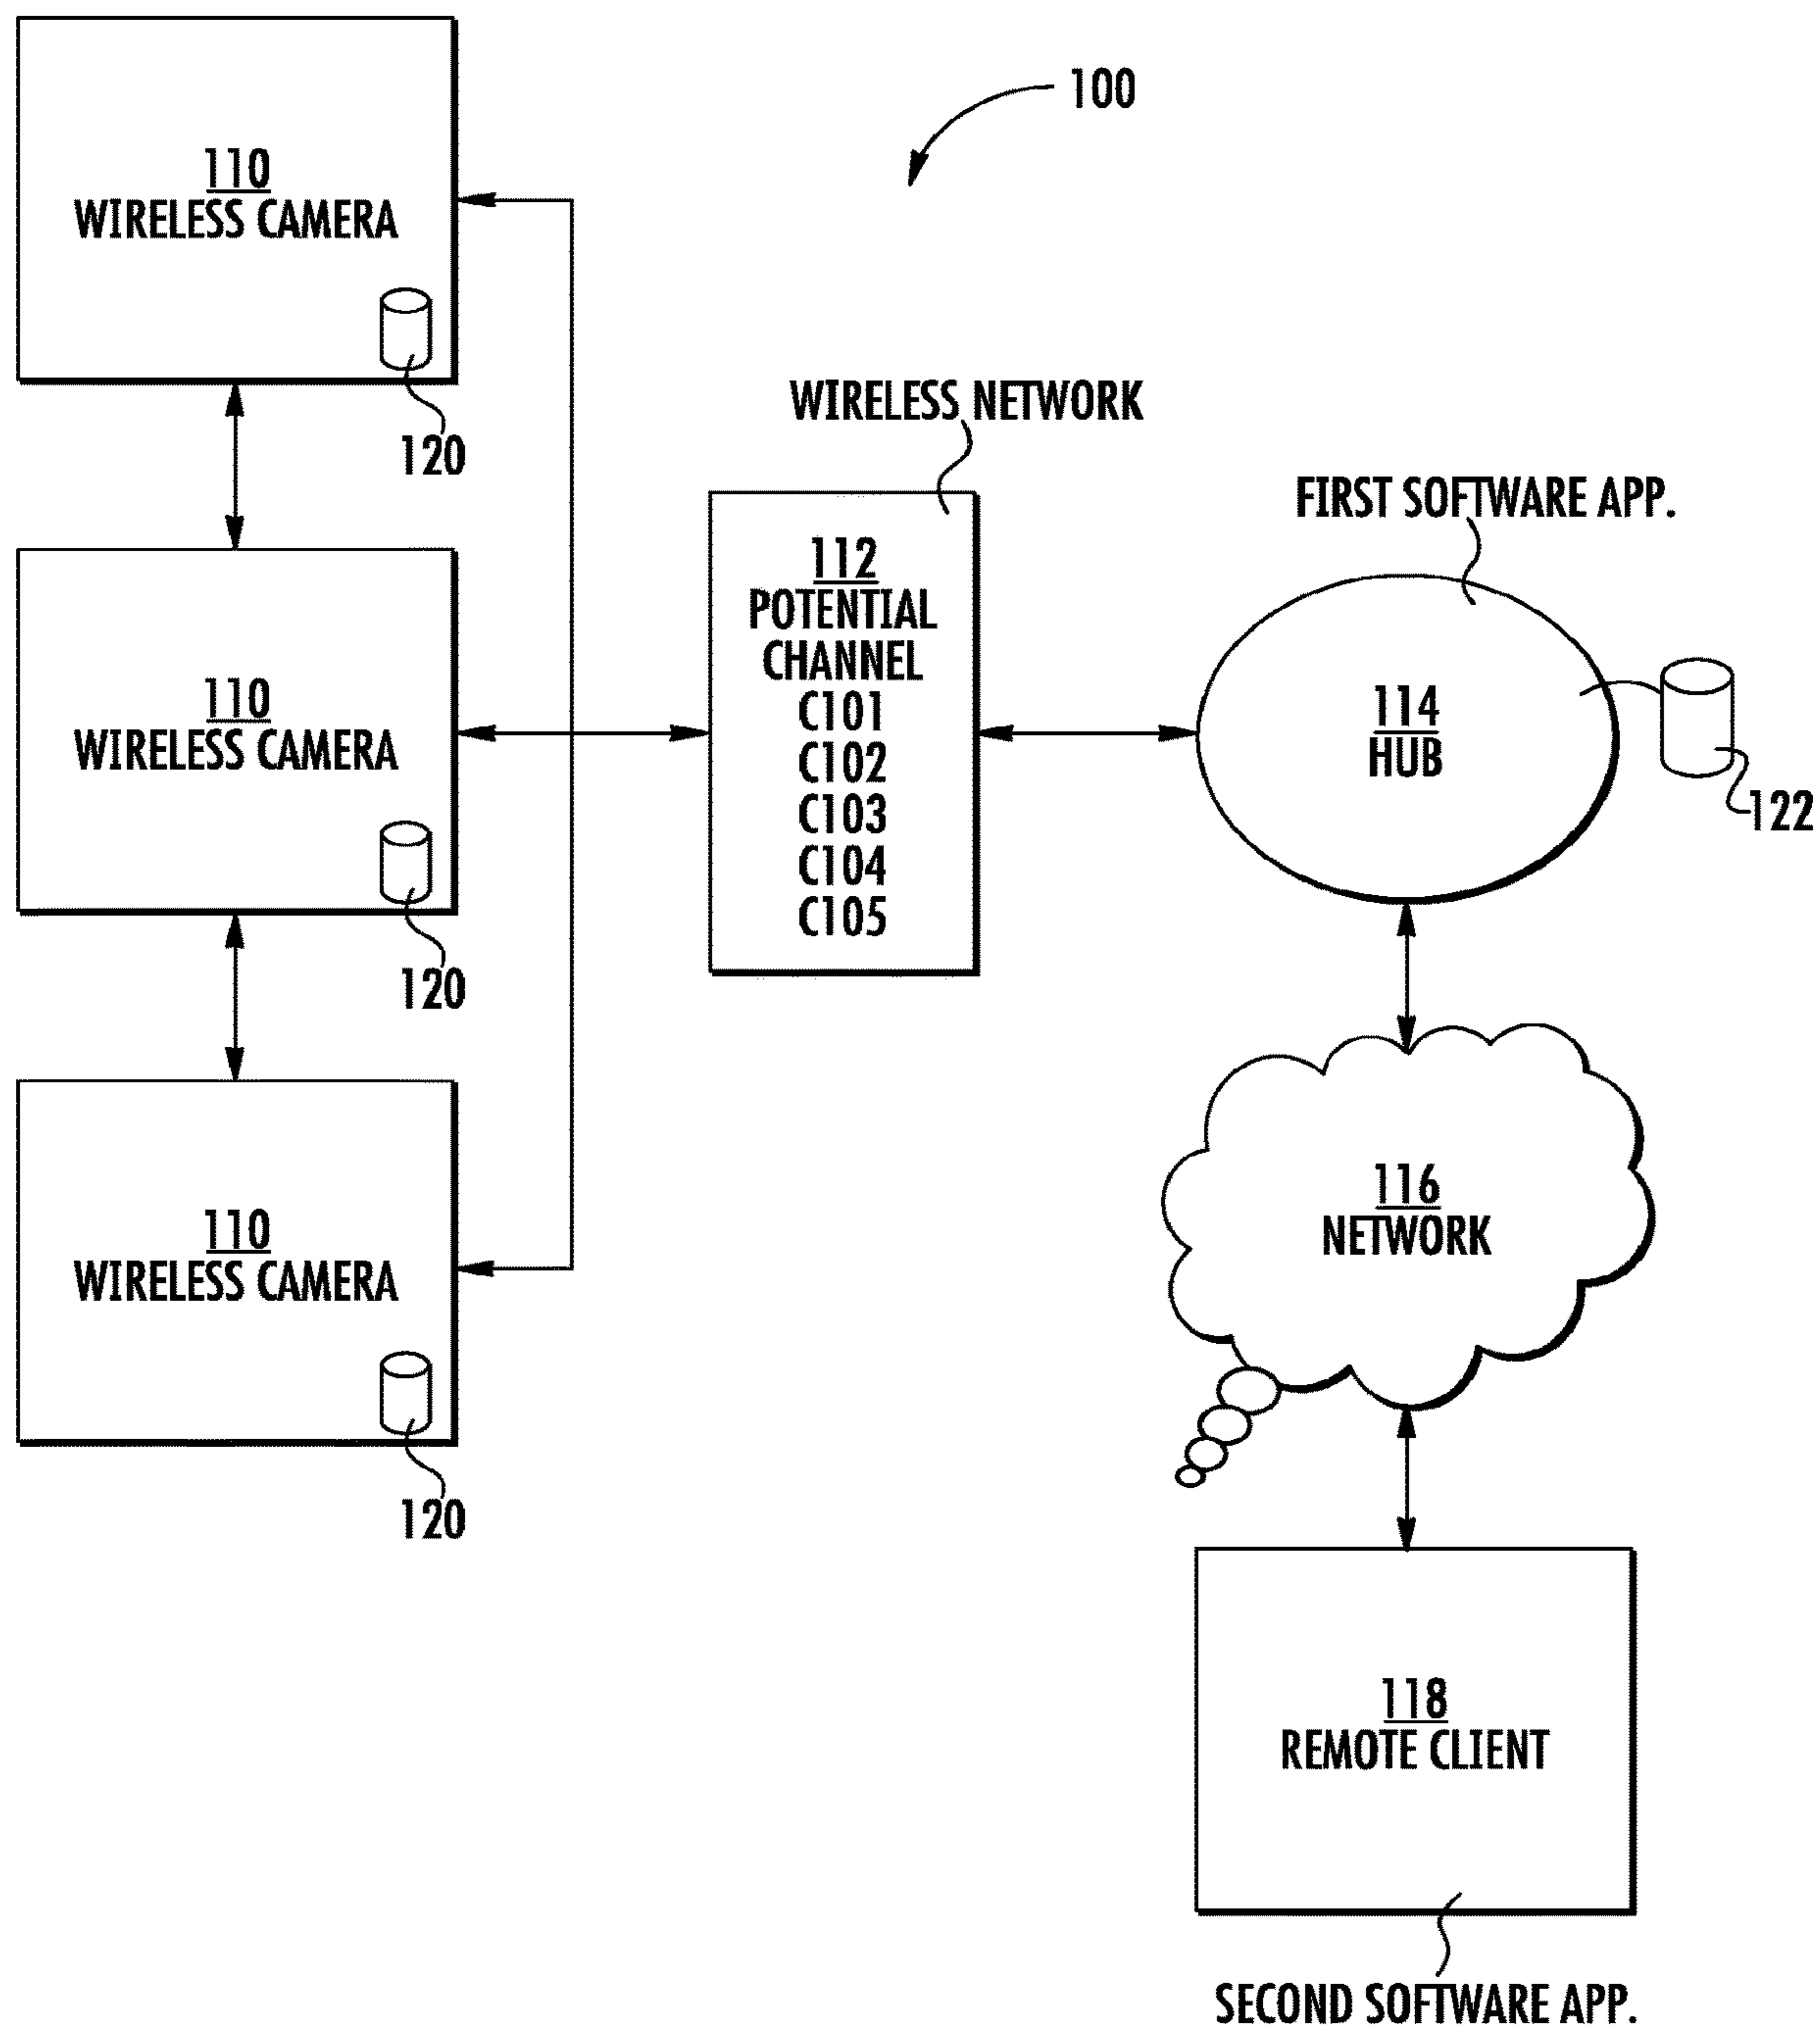 100
110
WIRELESS CAMERA
120
110
WIRELESS CAMERA
120
110
WIRELESS CAMERA
120
WIRELESS NETWORK
112
POTENTIAL
CHANNEL
C101
C102
C103
C104
C105
FIRST SOFTWARE APP.
114
HUB
122
116
NETWORK
118
REMOTE CLIENT
SECOND SOFTWARE APP.